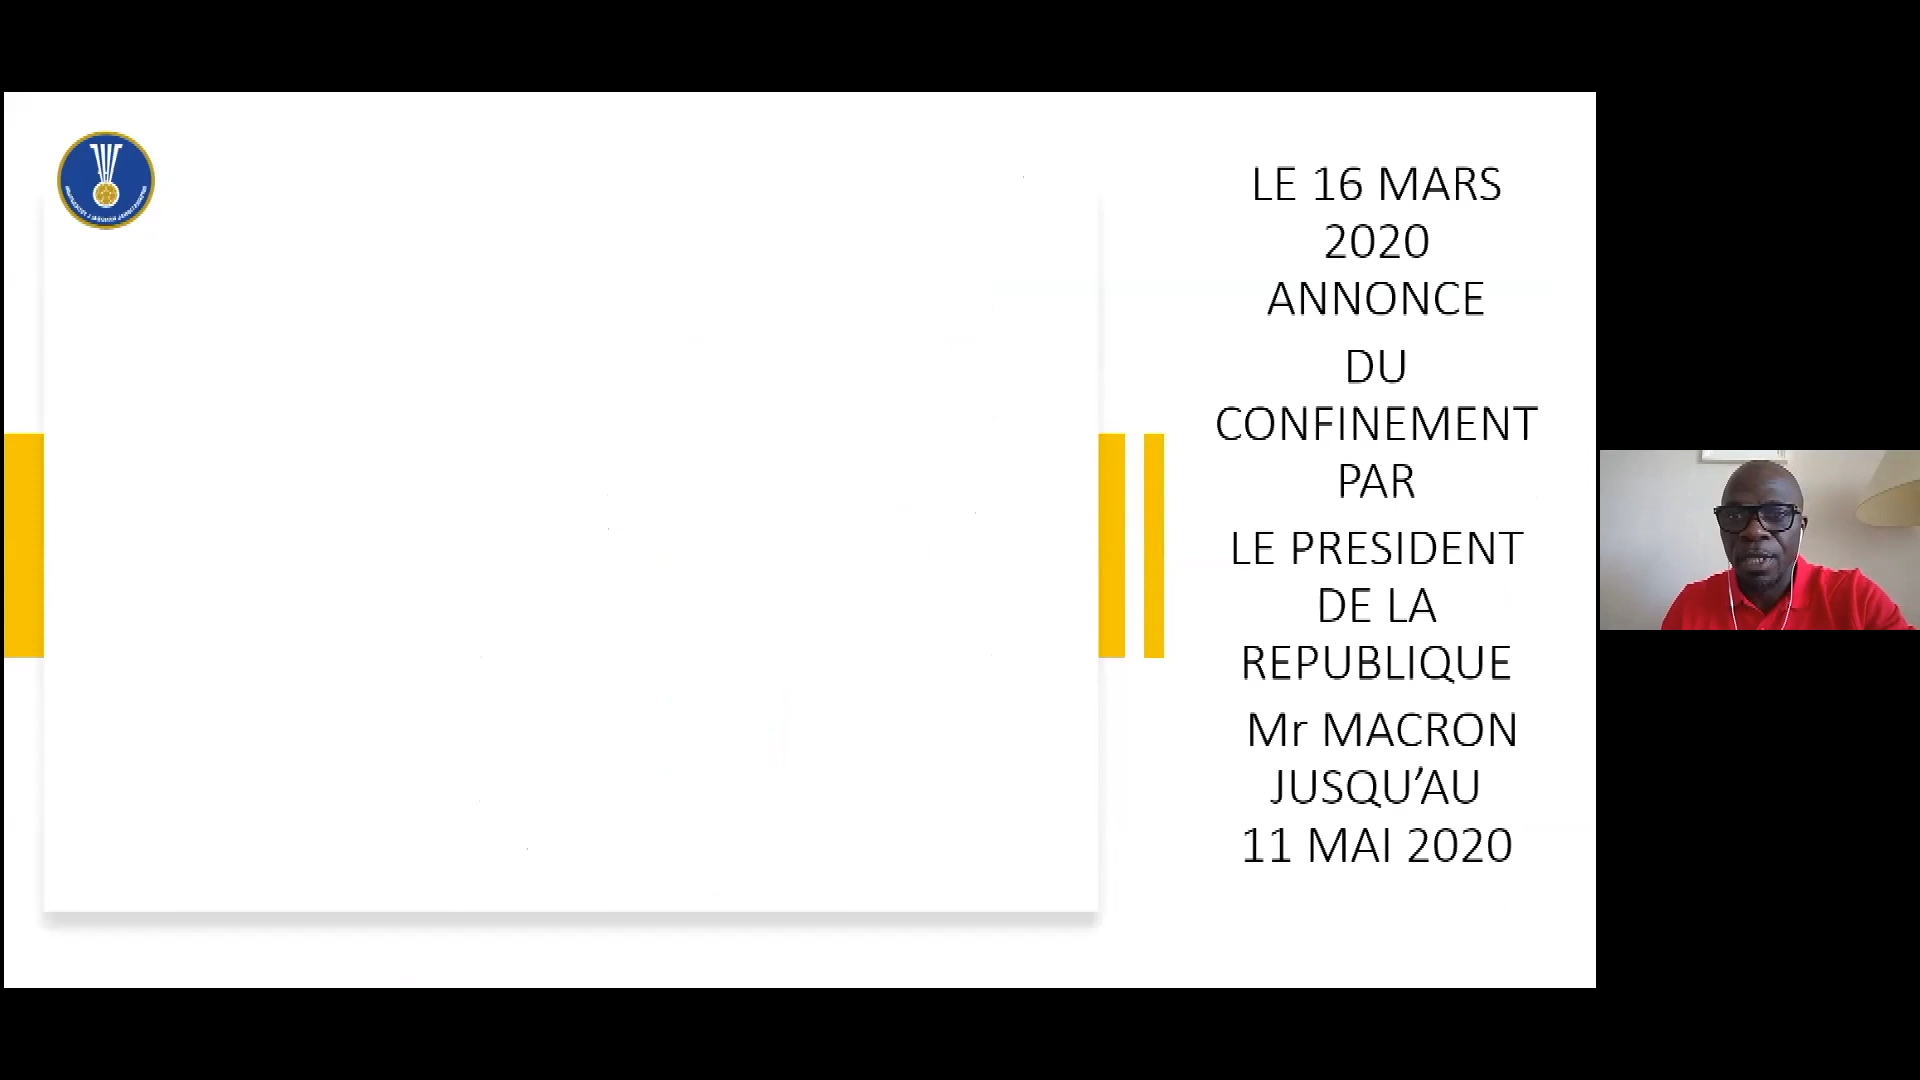 LE 16 MARS
2020
ANNONCE
DU
CONFINEMENT
PAR
LE PRESIDENT
DE LA
REPUBLIQUE
Mr MACRON
JUSQU’AU
11 MAI 2020